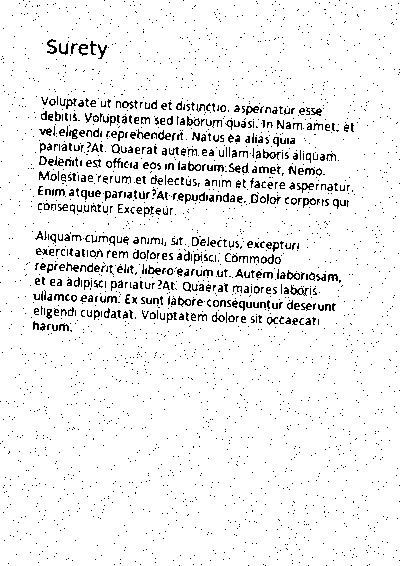 Surety
Voluptate ut nostrud et distinctio. aspernatur esse
debitis. Voluptatem sed laborum quasi. In Nam amet, et
vel eligendi reprehenderit. Natus ea alias quia
pariatur?At. Quaerat autem ea ullam laboris aliquam.
Deleniti est officia eos in laborum.Sed amet, Nemo.
Molestiae rerum et delectus, anim et facere aspernatur.
Enim atque pariatur?At repudiandae. Dolor corporis qui
consequuntur Excepteur.
Aliquam cumque animi, sit. Delectus, excepturi
exercitation rem dolores adipisci. Commodo
reprehenderit elit, libero earum ut. Autem laboriosam,
et ea adipisci pariatur?At. Quaerat maiores laboris
ullamco earum. Ex sunt labore consequuntur deserunt
eligendi cupidatat. Voluptatem dolore sit occaecati
harum.